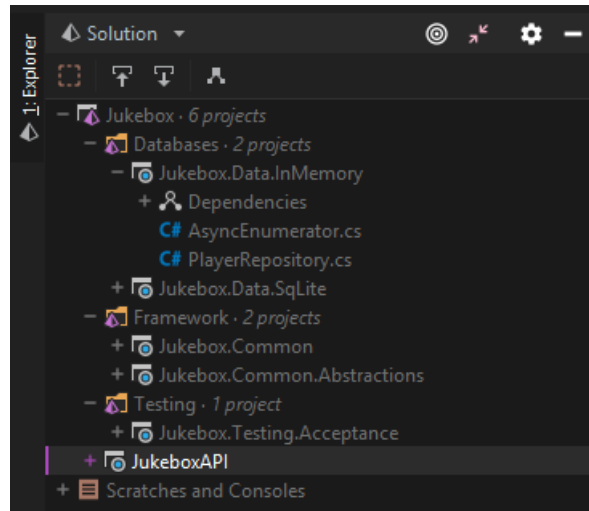 1: Explorer
Solution
Jukebox · 6 projects
Databases · 2 projects
Jukebox.Data.InMemory
Dependencies
C# AsyncEnumerator.cs
C# PlayerRepository.cs
Jukebox.Data.SqLite
Framework · 2 projects
Jukebox.Common
Jukebox.Common.Abstractions
Testing · 1 project
Jukebox.Testing.Acceptance
JukeboxAPI
Scratches and Consoles